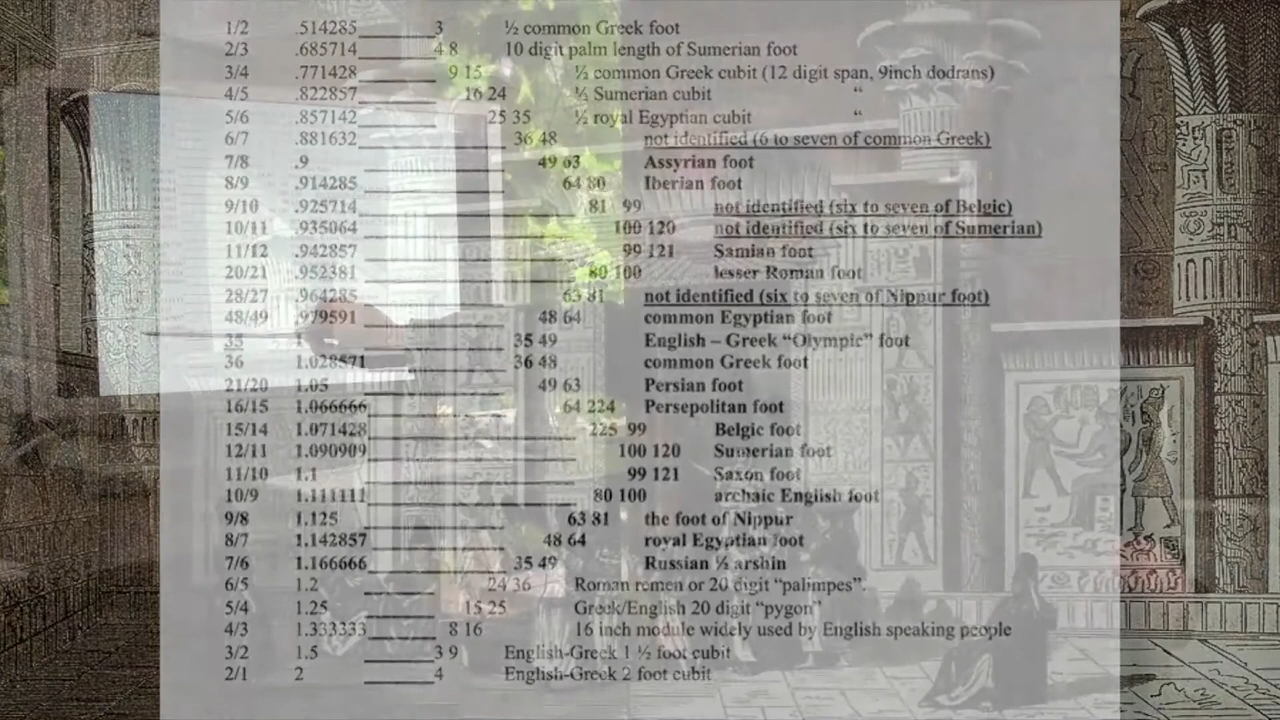 1/2 .514285 3 ½ common Greek foot
2/3 .685714 4 8 10 digit palm length of Sumerian foot
3/4 .771428 9 15 ½ common Greek cubit (12 digit span, 9inch dodrans)
4/5 .822857 16 24 ½ Sumerian cubit “
5/6 .857142 25 35 ½ royal Egyptian cubit “
6/7 .881632 36 48 not identified (6 to seven of common Greek)
7/8 .9 49 63 Assyrian foot
8/9 .914285 64 80 Iberian foot
9/10 .925714 81 99 not identified (six to seven of Belgic)
10/11 .935064 100 120 not identified (six to seven of Sumerian)
11/12 .942857 99 121 Samian foot
20/21 .952381 80 100 lesser Roman foot
28/27 .964285 63 81 not identified (six to seven of Nippur foot)
48/49 .979591 48 64 common Egyptian foot
35 1 35 49 English – Greek “Olympic” foot
36 1.028571 36 48 common Greek foot
21/20 1.05 49 63 Persian foot
16/15 1.066666 64 224 Persepolitan foot
15/14 1.071428 225 99 Belgic foot
12/11 1.090909 100 120 Sumerian foot
11/10 1.1 99 121 Saxon foot
10/9 1.111111 80 100 archaic English foot
9/8 1.125 63 81 the foot of Nippur
8/7 1.142857 48 64 royal Egyptian foot
7/6 1.166666 35 49 Russian ½ arshin
6/5 1.2 24/36 Roman remen or 20 digit “palimpes”.
5/4 1.25 15 25 Greek/English 20 digit “pygon”
4/3 1.333333 8 16 16 inch module widely used by English speaking people
3/2 1.5 3 9 English-Greek 1 ½ foot cubit
2/1 2 4 English-Greek 2 foot cubit